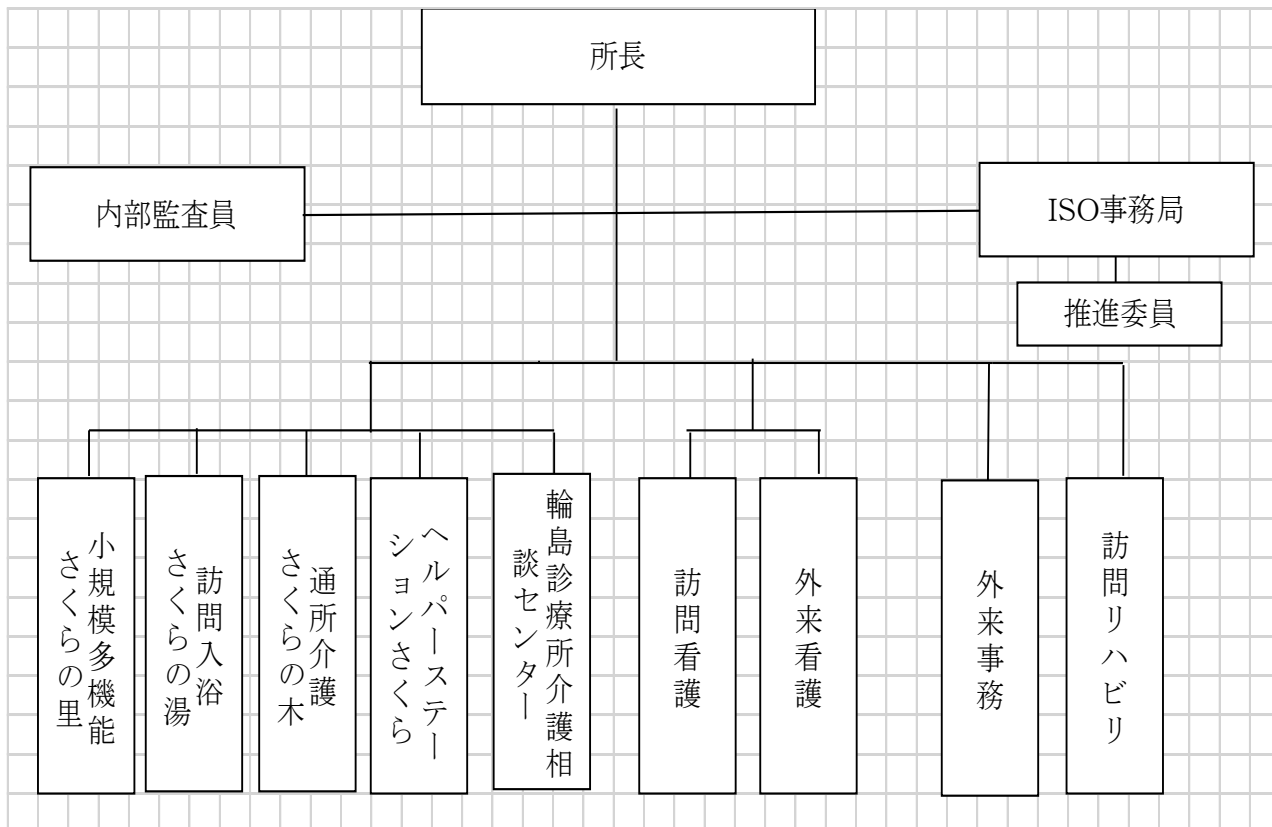 所長
内部監査員
ISO事務局
推進委員
小規模多機能
さくらの里
訪問入浴
さくらの湯
通所介護
さくらの木
ヘルパーステー
ションさくら
輪島診療所介護相
談センター
訪問看護
外来看護
外来事務
訪問リハビリ